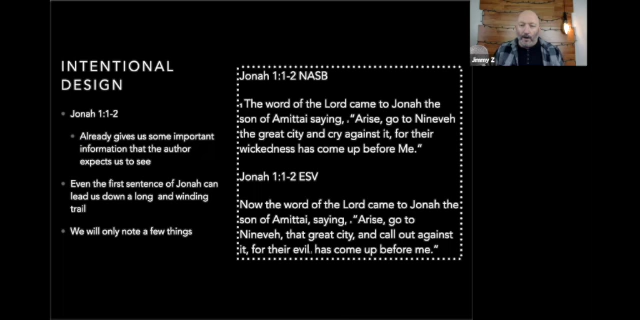 INTENTIONAL
DESIGN
• Jonah 1:1-2
• Already gives us some important
information that the author
expects us to see
• Even the first sentence of Jonah can
lead us down a long and winding
trail
• We will only note a few things
Jonah 1:1-2 NASB
The word of the Lord came to Jonah the
son of Amittai saying, “Arise, go to Nineveh
the great city and cry against it, for their
wickedness has come up before Me.”
Jonah 1:1-2 ESV
Now the word of the Lord came to Jonah the
son of Amittai, saying, “Arise, go to
Nineveh, that great city, and call out against
it, for their evil has come up before me.”
Jimmy Z